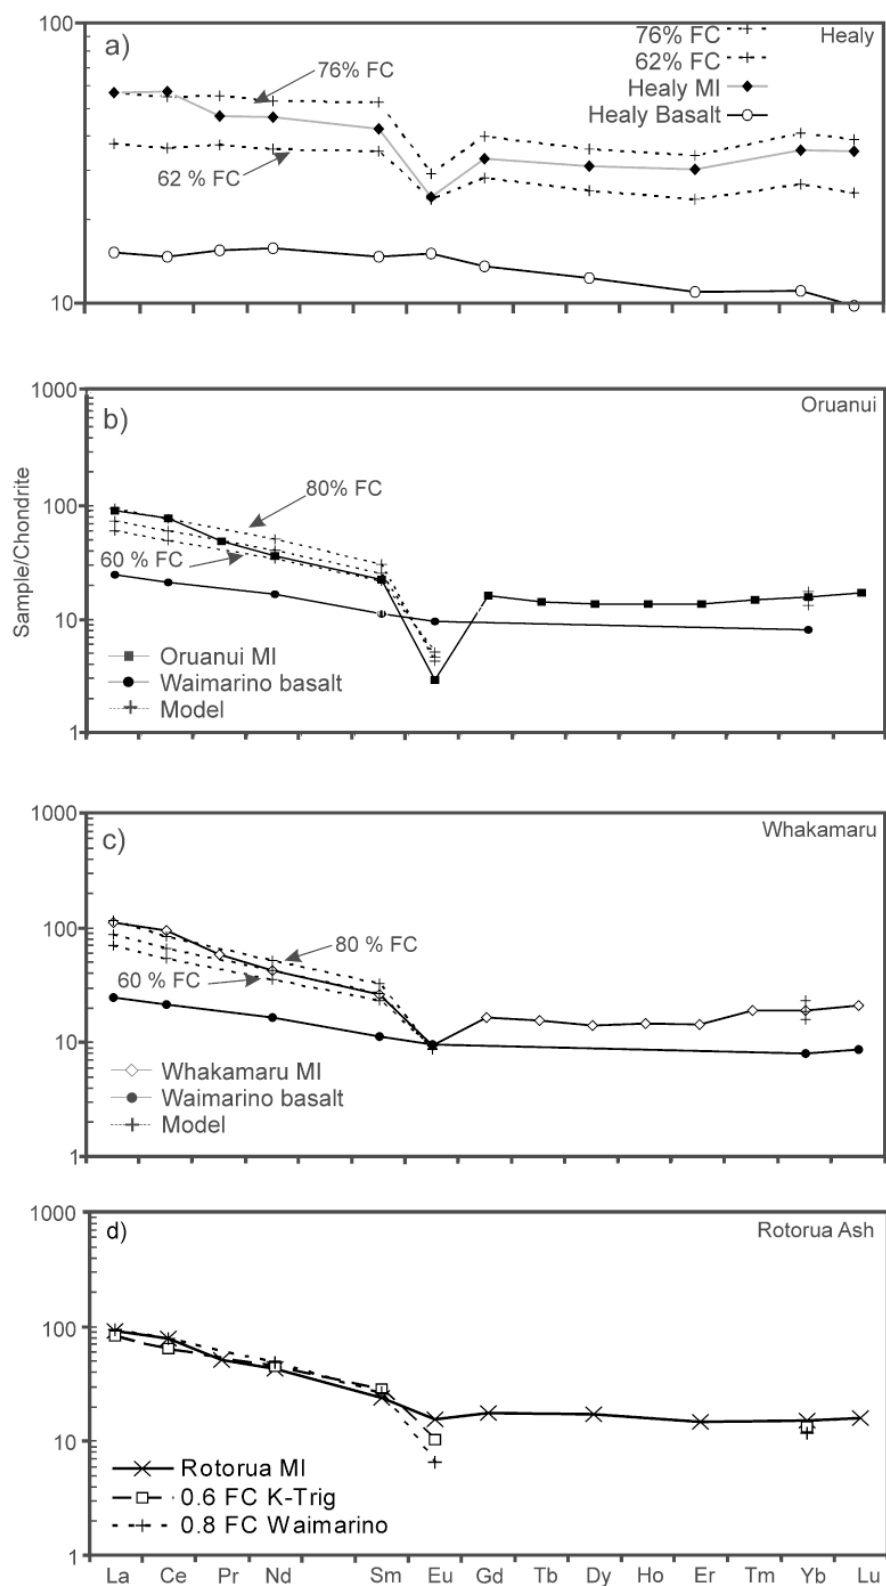 100
a)
76% FC
62% FC
Healy MI
Healy Basalt
Healy
76% FC
62 % FC
10
Sample/Chondrite
1000
b)
Oruanui
80% FC
100
60 % FC
10
Oruanui MI
Waimarino basalt
Model
1
1000
c)
Whakamaru
100
80 % FC
60 % FC
10
Whakamaru MI
Waimarino basalt
Model
1
1000
d)
Rotorua Ash
100
10
Rotorua MI
0.6 FC K-Trig
0.8 FC Waimarino
1
La Ce Pr Nd Sm Eu Gd Tb Dy Ho Er Tm Yb Lu